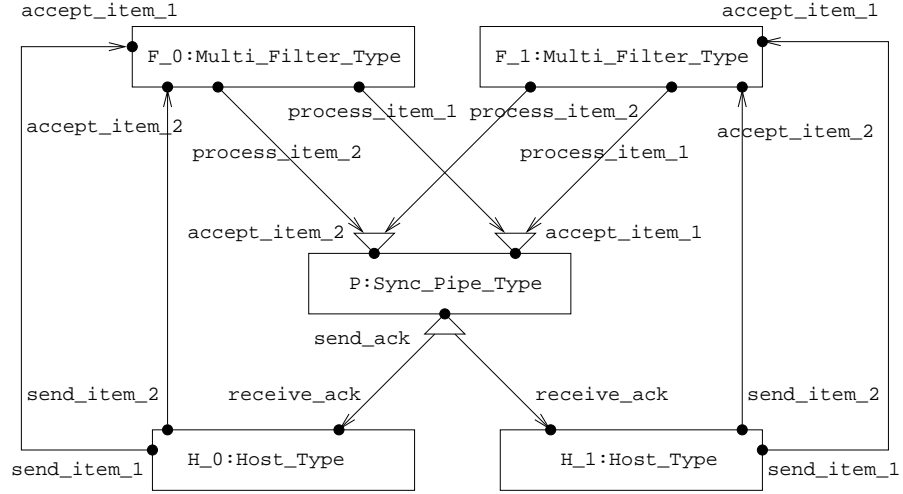 accept_item_1
accept_item_1
F_0:Multi_Filter_Type
F_1:Multi_Filter_Type
process_item_1
process_item_2
accept_item_2
accept_item_2
process_item_2
process_item_1
accept_item_2
accept_item_1
P:Sync_Pipe_Type
send_ack
send_item_2
receive_ack
receive_ack
send_item_2
H_0:Host_Type
H_1:Host_Type
send_item_1
send_item_1